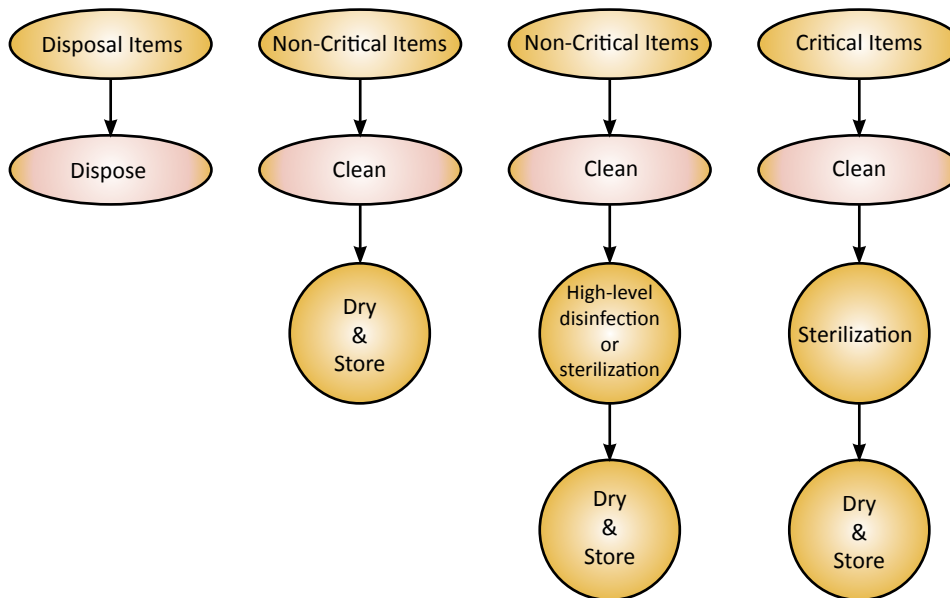 Disposal Items
Non-Critical Items
Non-Critical Items
Critical Items
Dispose
Clean
Clean
Clean
Dry
&
Store
High-level
disinfection
or
sterilization
Sterilization
Dry
&
Store
Dry
&
Store